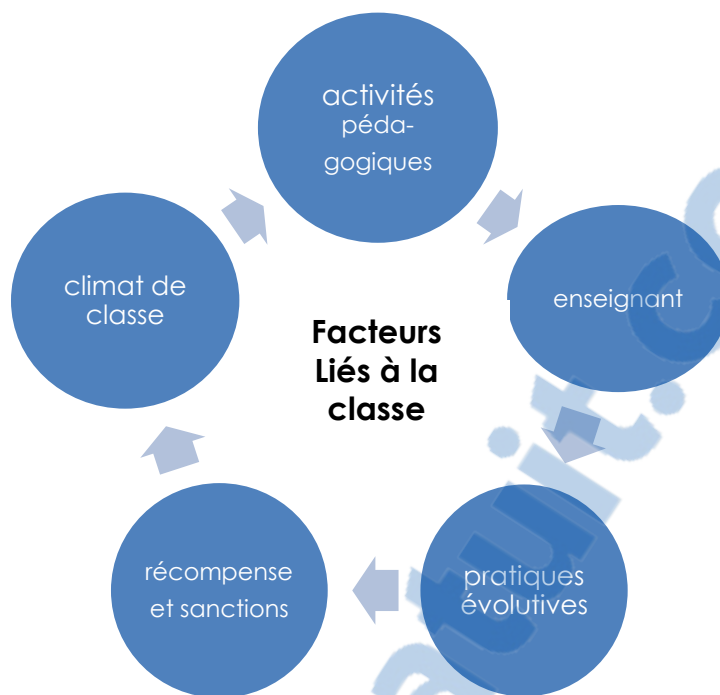 activités
péda-
gogiques
enseignant
climat de
classe
Facteurs
Liés à la
classe
pratiques
évolutives
récompense
et sanctions